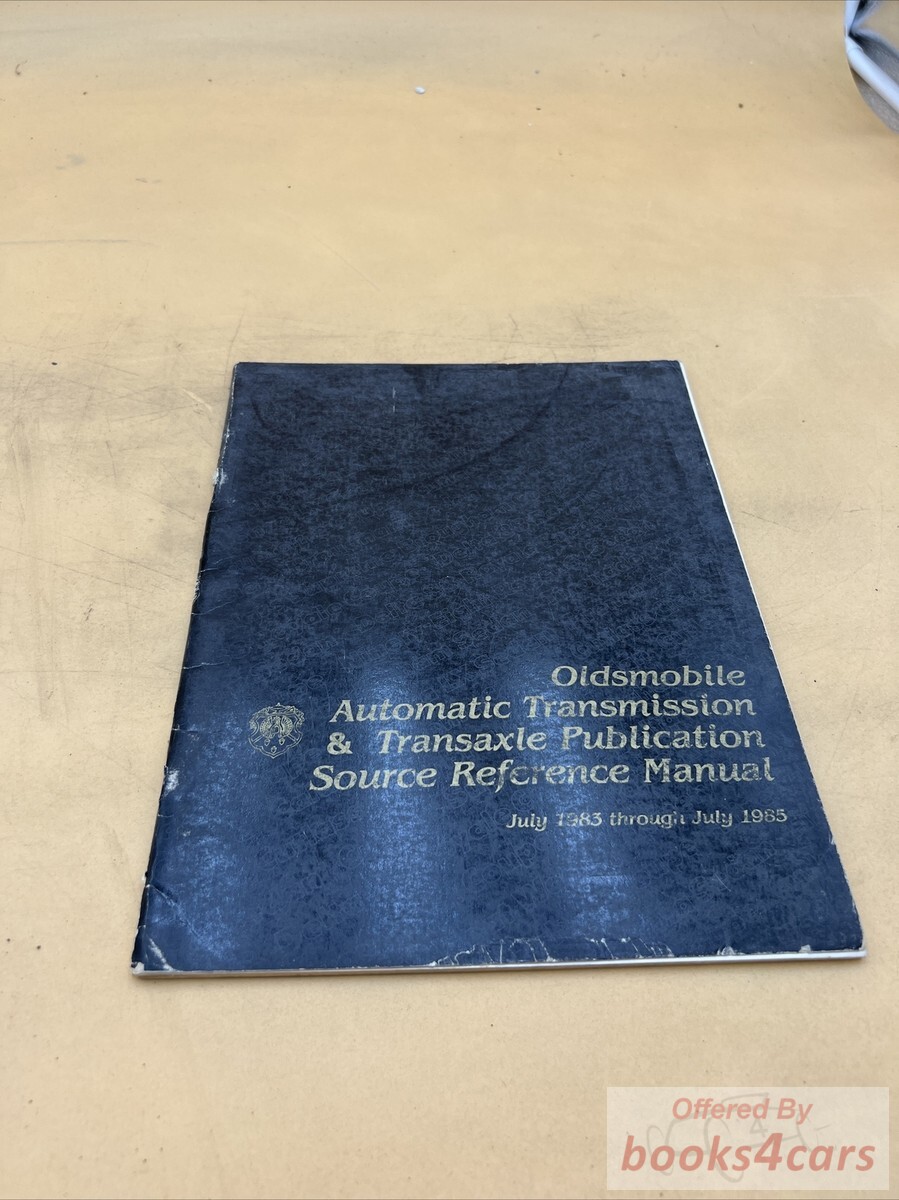 Oldsmobile
Automatic Transmission
& Transaxle Publication
Source Reference Manual
July 1983 through July 1985
Offered By
books4cars